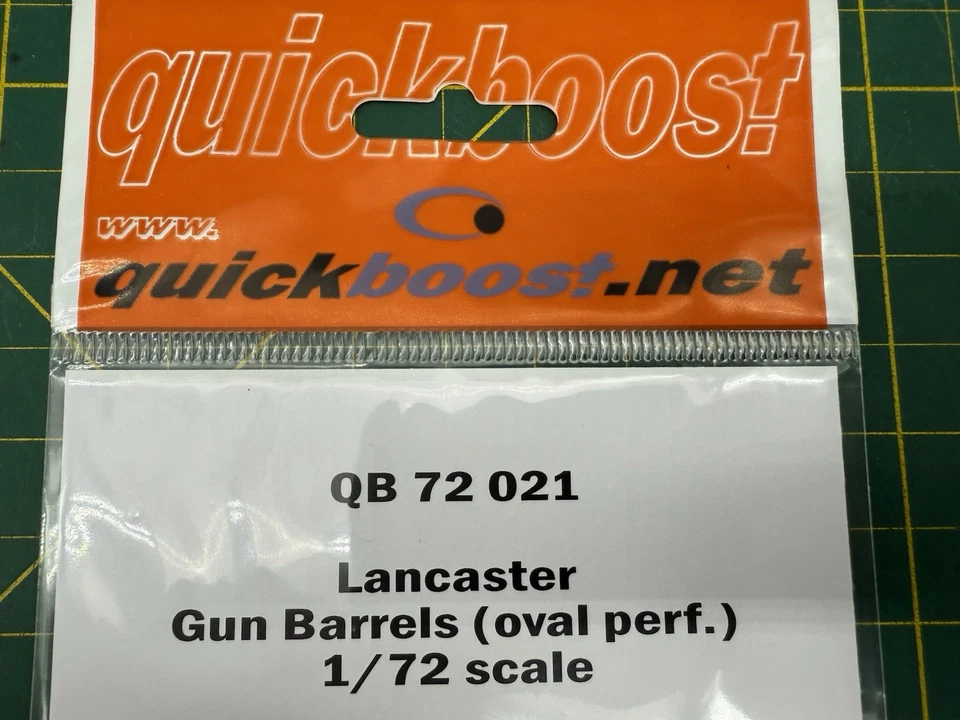 quickboost
www.
quickboost.net
QB 72 021
Lancaster
Gun Barrels (oval perf.)
1/72 scale